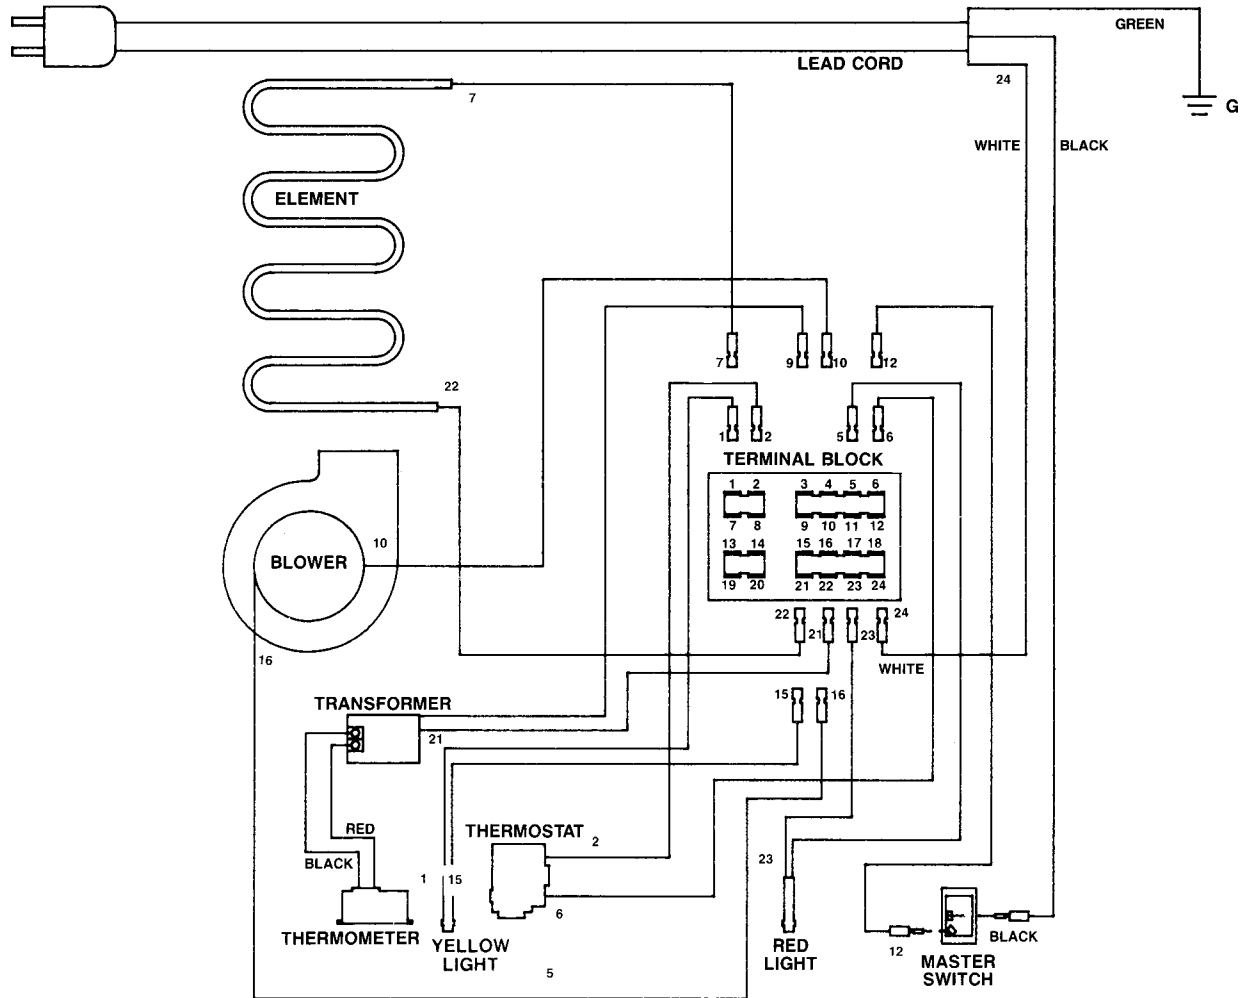 GREEN
LEAD CORD
24
G
7
WHITE
BLACK
ELEMENT
22
7
9
10
12
1
2
5
6
TERMINAL BLOCK
1 2 3 4 5 6
7 8 9 10 11 12
13 14 15 16 17 18
19 20 21 22 23 24
BLOWER
10
16
22
21
23
24
WHITE
15
16
TRANSFORMER
21
RED
BLACK
THERMOMETER
1
15
YELLOW
LIGHT
THERMOSTAT
2
6
5
23
RED
LIGHT
12
BLACK
MASTER
SWITCH